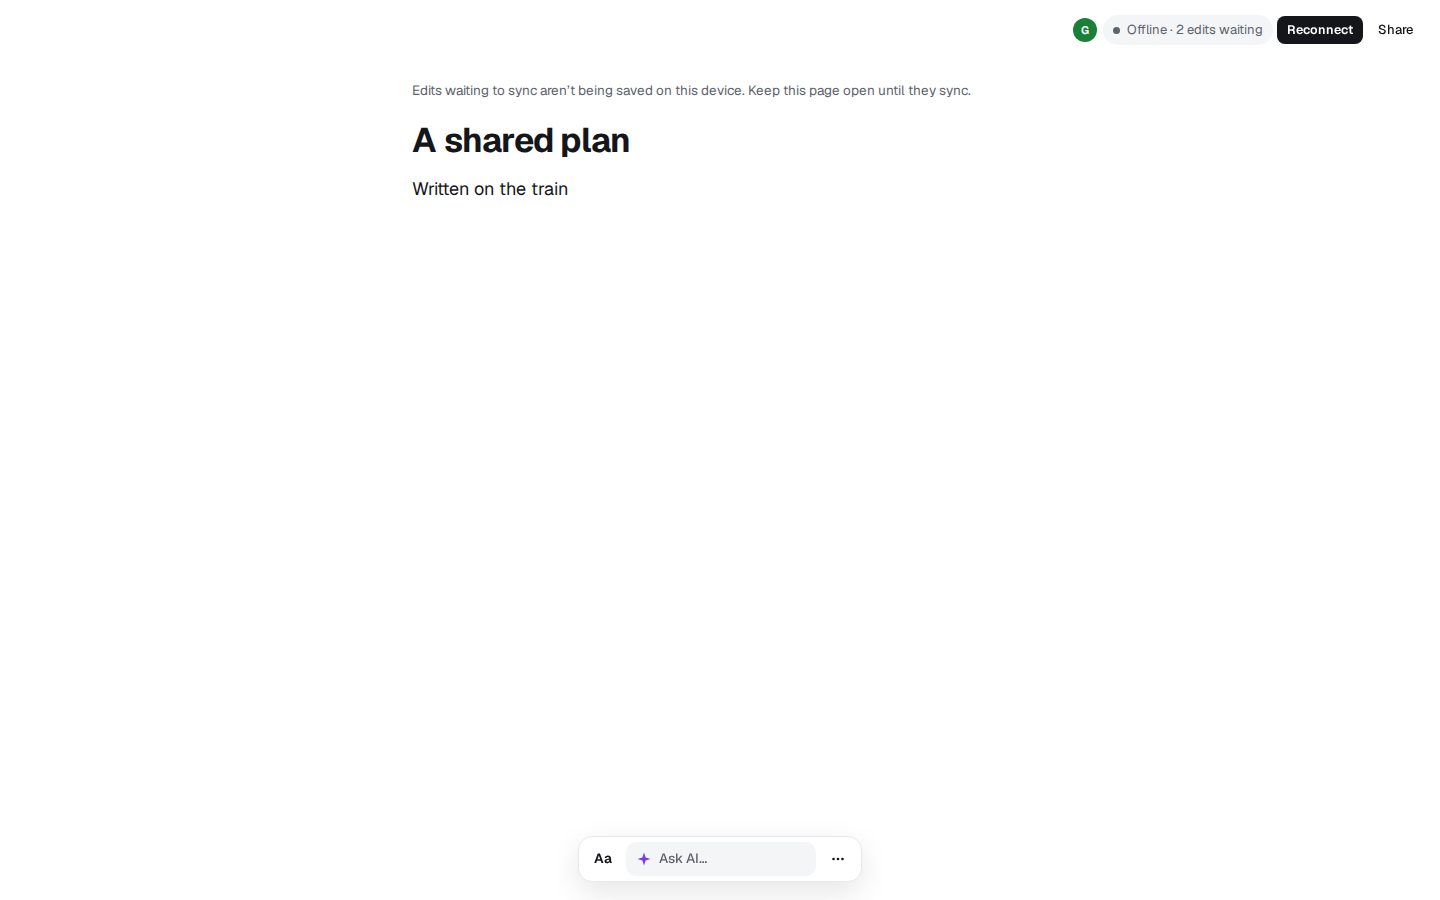 G
Offline · 2 edits waiting
Reconnect
Share
Edits waiting to sync aren’t being saved on this device. Keep this page open until they sync.
A shared plan
Written on the train
Aa
Ask AI…